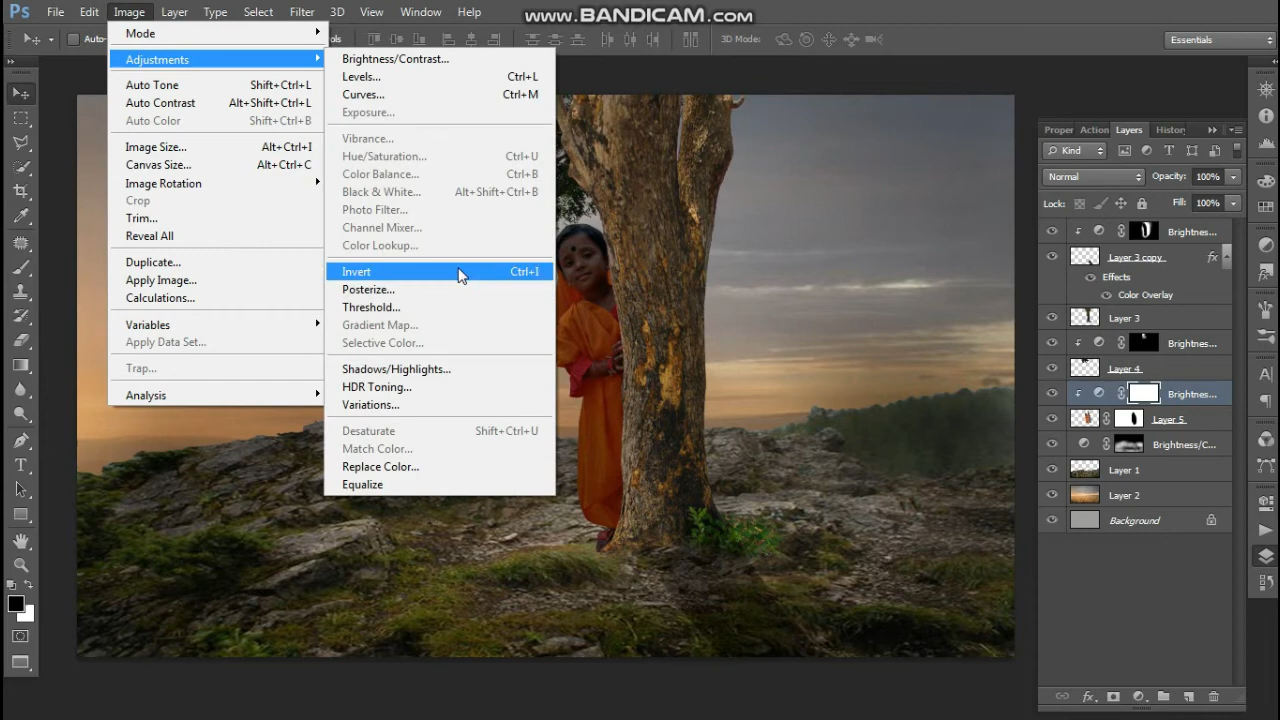 Ps File Edit Image Layer Type Select Filter 3D View Window Help
www.BANDICAM.com
Auto-
ols
3D Mode:
Essentials
Mode
Adjustments
Auto Tone Shift+Ctrl+L
Auto Contrast Alt+Shift+Ctrl+L
Auto Color Shift+Ctrl+B
Image Size... Alt+Ctrl+I
Canvas Size... Alt+Ctrl+C
Image Rotation
Crop
Trim...
Reveal All
Duplicate...
Apply Image...
Calculations...
Variables
Apply Data Set...
Trap...
Analysis
Brightness/Contrast...
Levels... Ctrl+L
Curves... Ctrl+M
Exposure...
Vibrance...
Hue/Saturation... Ctrl+U
Color Balance... Ctrl+B
Black & White... Alt+Shift+Ctrl+B
Photo Filter...
Channel Mixer...
Color Lookup...
Invert Ctrl+I
Posterize...
Threshold...
Gradient Map...
Selective Color...
Shadows/Highlights...
HDR Toning...
Variations...
Desaturate Shift+Ctrl+U
Match Color...
Replace Color...
Equalize
Proper Action Layers History
Kind
Normal Opacity: 100%
Lock: Fill: 100%
Brightnes...
Layer 3 copy fx
Effects
Color Overlay
Layer 3
Brightnes...
Layer 4
Brightnes...
Layer 5
Brightness/C...
Layer 1
Layer 2
Background